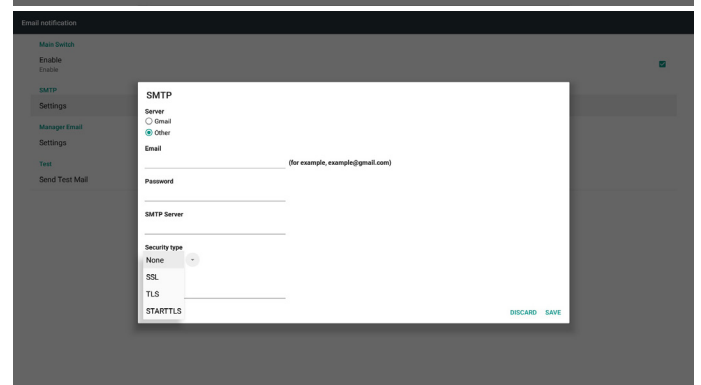 Email notification
Main Switch
Enable
Enable
SMTP
Settings
Manager Email
Settings
Test
Send Test Mail
SMTP
Server
Gmail
Other
Email
(for example, example@gmail.com)
Password
SMTP Server
Security type
None
SSL
TLS
STARTTLS
DISCARD SAVE